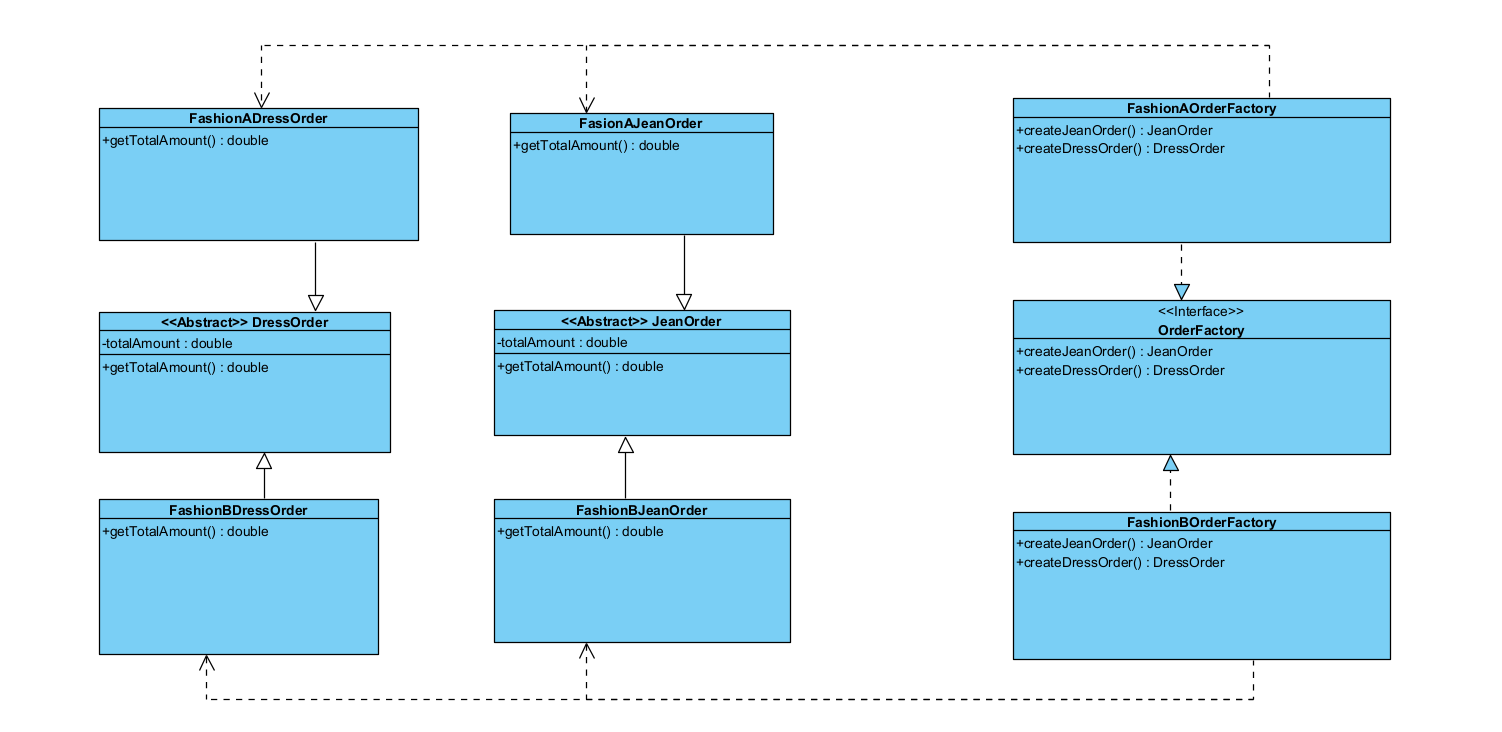 FashionADressOrder
+getTotalAmount() : double
FasionAJeanOrder
+getTotalAmount() : double
FashionAOrderFactory
+createJeanOrder() : JeanOrder
+createDressOrder() : DressOrder
<<Abstract>> DressOrder
-totalAmount : double
+getTotalAmount() : double
<<Abstract>> JeanOrder
-totalAmount : double
+getTotalAmount() : double
<<Interface>>
OrderFactory
+createJeanOrder() : JeanOrder
+createDressOrder() : DressOrder
FashionBDressOrder
+getTotalAmount() : double
FashionBJeanOrder
+getTotalAmount() : double
FashionBOrderFactory
+createJeanOrder() : JeanOrder
+createDressOrder() : DressOrder